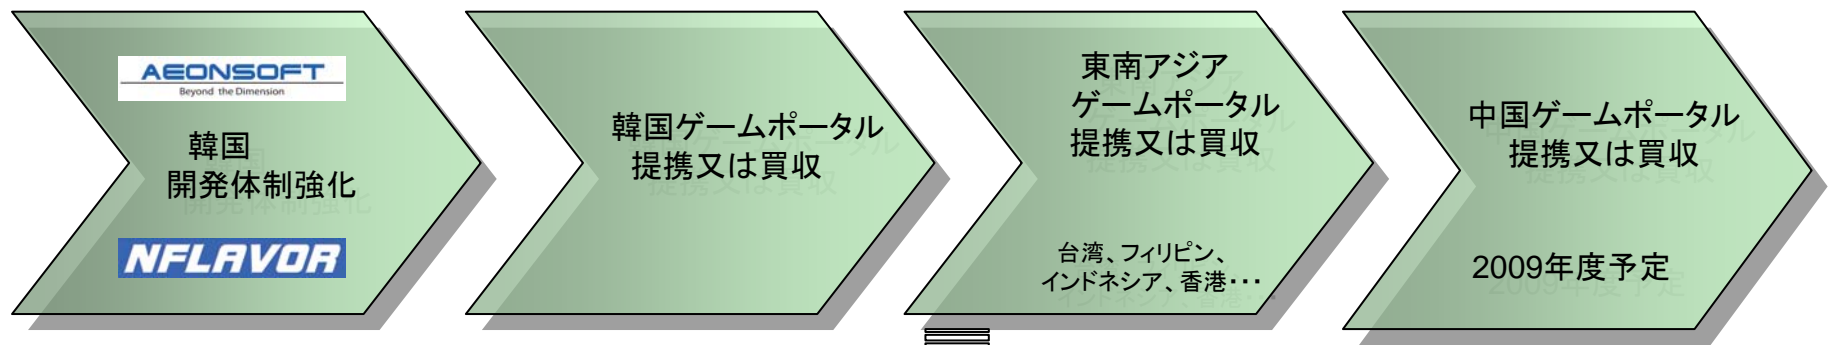 AEONSOFT
Beyond the Dimension
韓国
開発体制強化
NFLAVOR
韓国ゲームポータル
提携又は買収
東南アジア
ゲームポータル
提携又は買収
台湾、フィリピン、
インドネシア、香港・・・
中国ゲームポータル
提携又は買収
2009年度予定